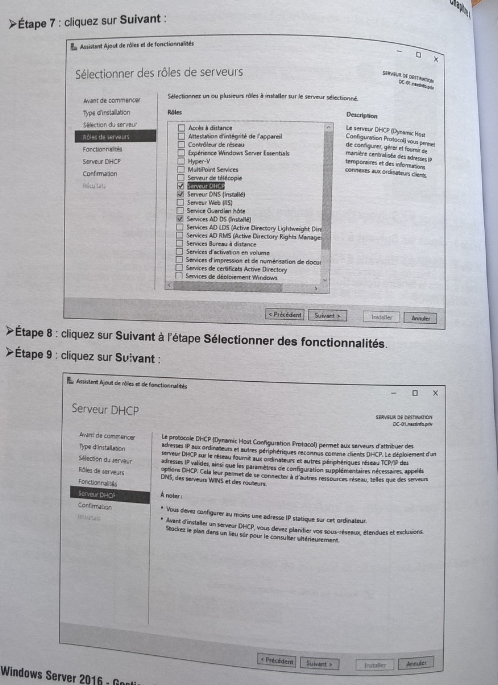 ➤Étape 7 : cliquez sur Suivant :
Assistant Ajout de rôles et de fonctionnalités
Sélectionner des rôles de serveurs
SERVEUR DE DESTINATION
Avant de commencer
Type d'installation
Sélection du serveur
Rôles de serveurs
Fonctionnalités
Serveur DHCP
Confirmation
Résultats
Sélectionnez un ou plusieurs rôles à installer sur le serveur sélectionné.
Rôles
Accès à distance
Attestation d'intégrité de l'appareil
Contrôleur de réseau
Expérience Windows Server Essentials
Hyper-V
MultiPoint Services
Serveur de télécopie
Serveur DHCP
Serveur DNS (Installé)
Serveur Web (IIS)
Service Guardian hôte
Services AD DS (Installé)
Services AD LDS (Active Directory Lightweight Dire
Services AD RMS (Active Directory Rights Manage
Services Bureau à distance
Services d'activation en volume
Services d'impression et de numérisation de docu
Services de certificats Active Directory
Services de déploiement Windows
Description
Le serveur DHCP (Dynamic Host
Configuration Protocol) vous permet
de configurer, gérer et fournir de
manière centralisée des adresses IP
temporaires et des informations
connexes aux ordinateurs clients.
< Précédent Suivant > Installer Annuler
➤Étape 8 : cliquez sur Suivant à l'étape Sélectionner des fonctionnalités.
➤Étape 9 : cliquez sur Suivant :
Assistant Ajout de rôles et de fonctionnalités
Serveur DHCP
SERVEUR DE DESTINATION
Avant de commencer
Type d'installation
Sélection du serveur
Rôles de serveurs
Fonctionnalités
Serveur DHCP
Confirmation
Résultats
Le protocole DHCP (Dynamic Host Configuration Protocol) permet aux serveurs d'attribuer des
adresses IP aux ordinateurs et autres périphériques reconnus comme clients DHCP. Le déploiement d'un
serveur DHCP sur le réseau fournit aux ordinateurs et autres périphériques réseau TCP/IP des
adresses IP valides, ainsi que les paramètres de configuration supplémentaires nécessaires, appelés
options DHCP. Cela leur permet de se connecter à d'autres ressources réseau, telles que des serveurs
DNS, des serveurs WINS et des routeurs.
À noter :
• Vous devez configurer au moins une adresse IP statique sur cet ordinateur.
• Avant d'installer un serveur DHCP, vous devez planifier vos sous-réseaux, étendues et exclusions.
Stockez le plan dans un lieu sûr pour le consulter ultérieurement.
< Précédent Suivant > Installer Annuler
Windows Server 2016 -